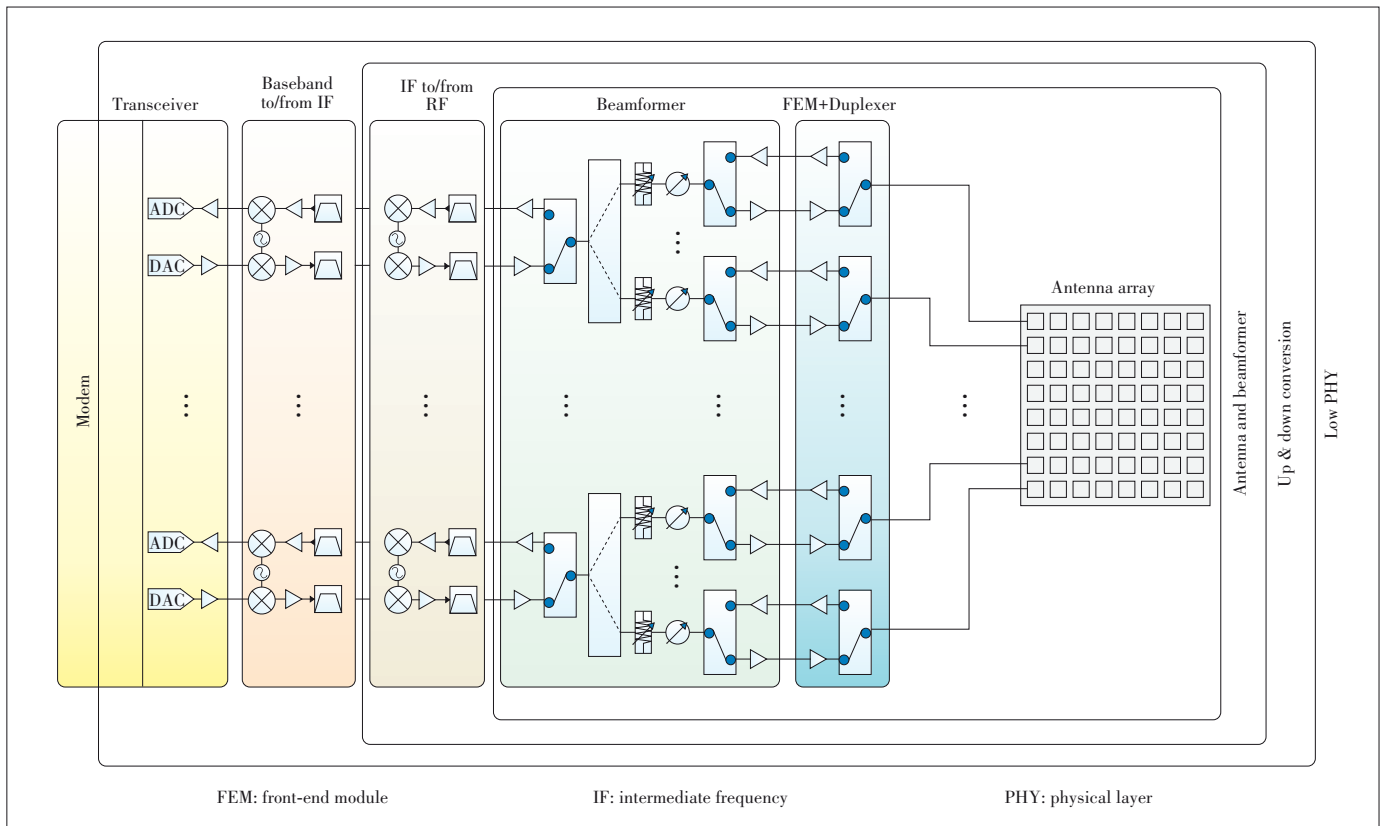 Transceiver
Baseband
to/from IF
IF to/from
RF
Beamformer
FEM+Duplexer
ADC
DAC
Modem
ADC
DAC
Antenna array
Antenna and beamformer
Up & down conversion
Low PHY
FEM: front-end module
IF: intermediate frequency
PHY: physical layer